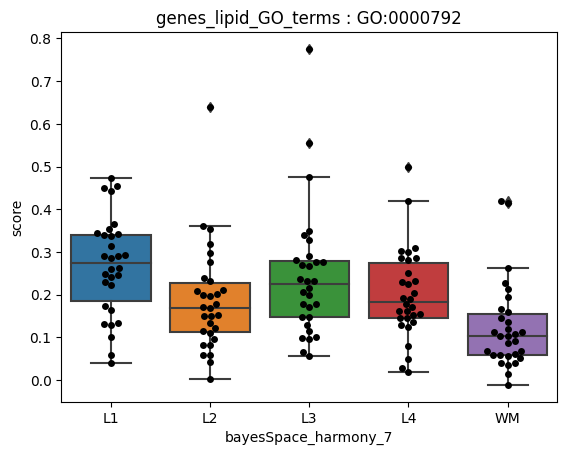 genes_lipid_GO_terms : GO:0000792
0.8
0.7
0.6
0.5
0.4
0.3
0.2
0.1
0.0
score
L1 L2 L3 L4 WM
bayesSpace_harmony_7